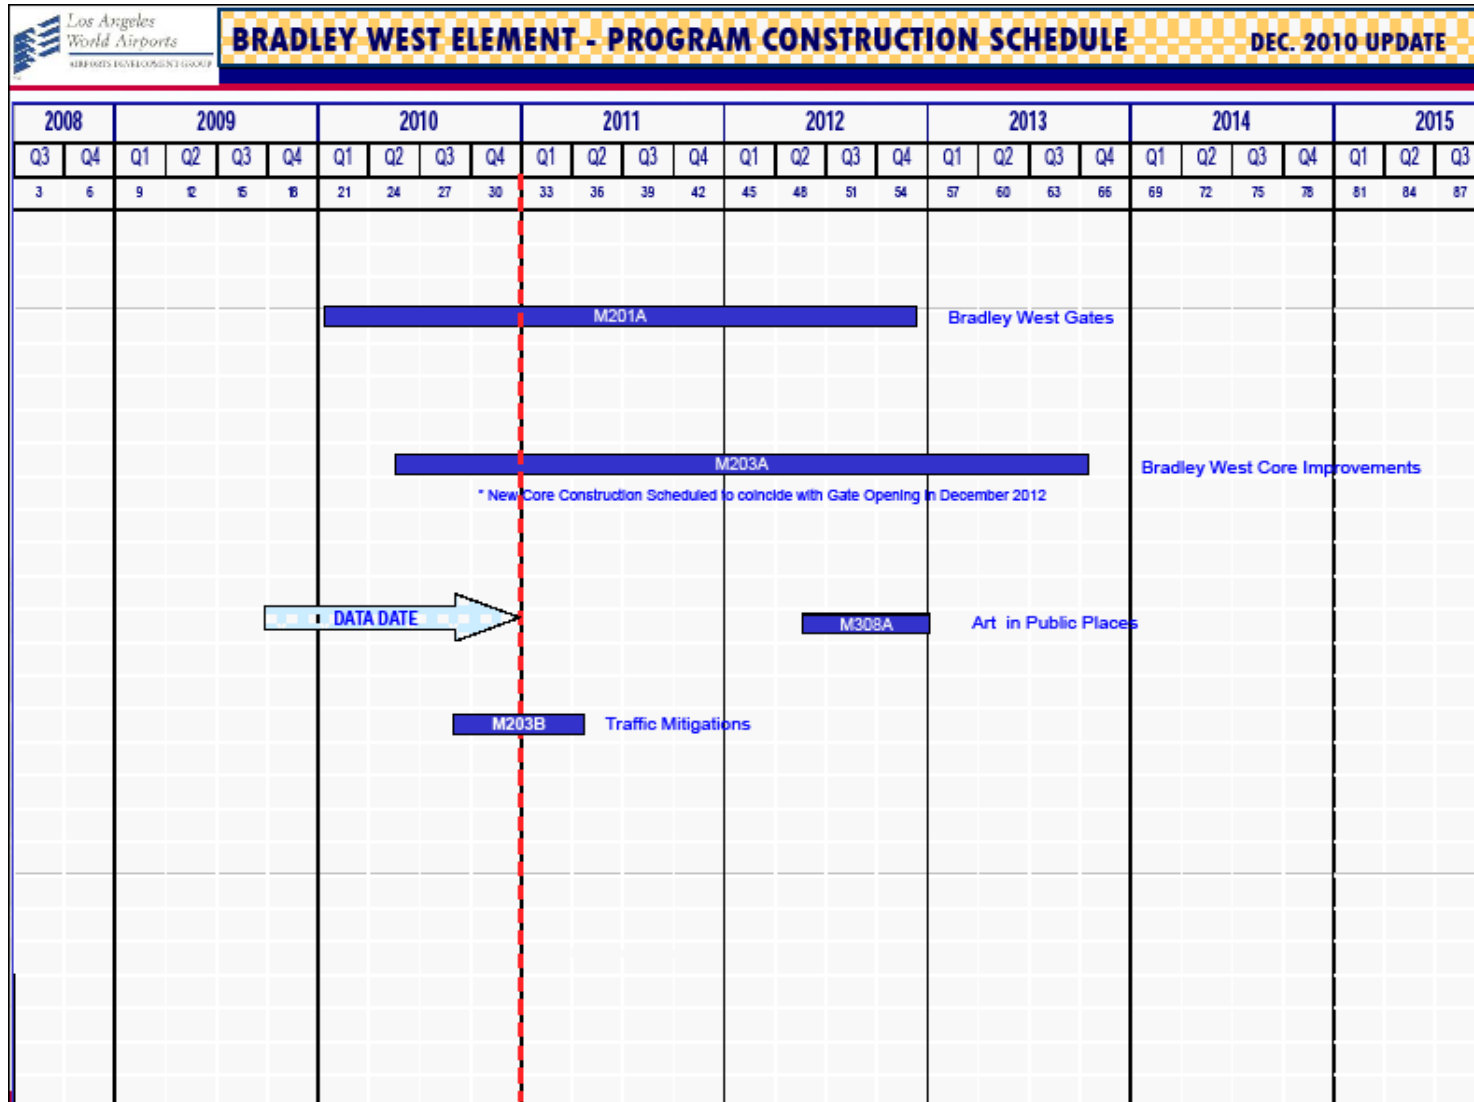 Los Angeles
World Airports
AIRPORTS DEVELOPMENT GROUP
BRADLEY WEST ELEMENT - PROGRAM CONSTRUCTION SCHEDULE DEC. 2010 UPDATE
2008 2009 2010 2011 2012 2013 2014 2015
Q3 Q4 Q1 Q2 Q3 Q4 Q1 Q2 Q3 Q4 Q1 Q2 Q3 Q4 Q1 Q2 Q3 Q4 Q1 Q2 Q3 Q4 Q1 Q2 Q3 Q4 Q1 Q2 Q3
3 6 9 12 15 18 21 24 27 30 33 36 39 42 45 48 51 54 57 60 63 66 69 72 75 78 81 84 87
M201A Bradley West Gates
M203A Bradley West Core Improvements
* New Core Construction Scheduled to coincide with Gate Opening in December 2012
DATA DATE M308A Art in Public Places
M203B Traffic Mitigations